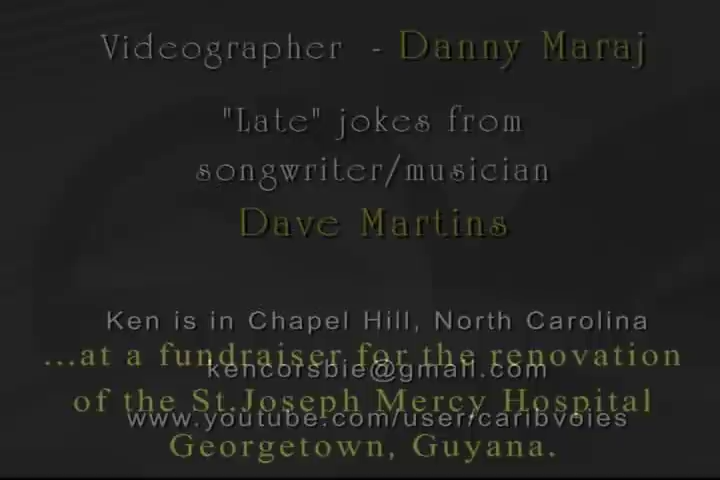 Videographer - Danny Maraj
"Late" jokes from
songwriter/musician
Dave Martins
Ken is in Chapel Hill, North Carolina
...at a fundraiser for the renovation
kencorsbie@gmail.com
of the St.Joseph Mercy Hospital
www.youtube.com/user/caribvoies
Georgetown, Guyana.